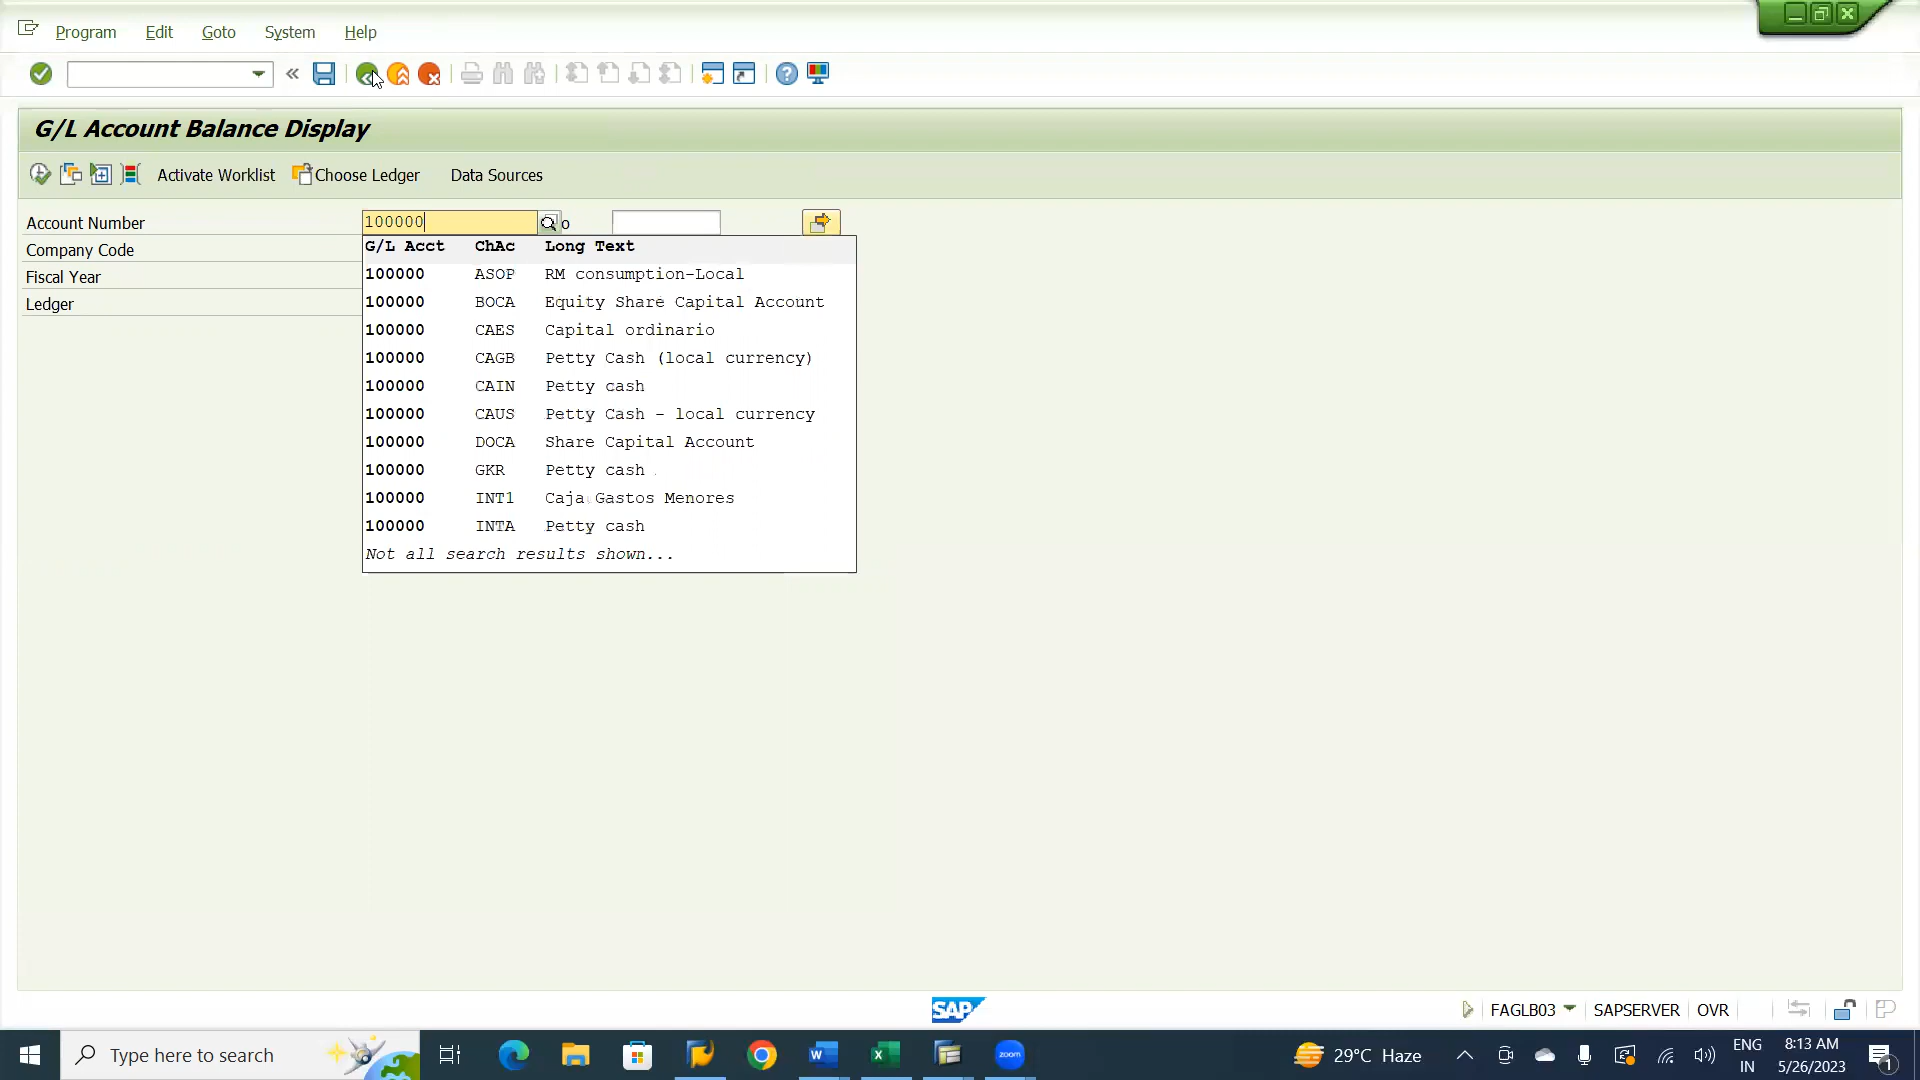 Program Edit Goto System Help
G/L Account Balance Display
Activate Worklist Choose Ledger Data Sources
Account Number 100000 o
Company Code
Fiscal Year
Ledger
G/L Acct ChAc Long Text
100000 ASOP RM consumption-Local
100000 BOCA Equity Share Capital Account
100000 CAES Capital ordinario
100000 CAGB Petty Cash (local currency)
100000 CAIN Petty cash
100000 CAUS Petty Cash - local currency
100000 DOCA Share Capital Account
100000 GKR Petty cash
100000 INT1 Caja Gastos Menores
100000 INTA Petty cash
Not all search results shown...
SAP FAGLB03 SAPSERVER OVR
Type here to search zoom 29°C Haze ENG IN 8:13 AM 5/26/2023 1